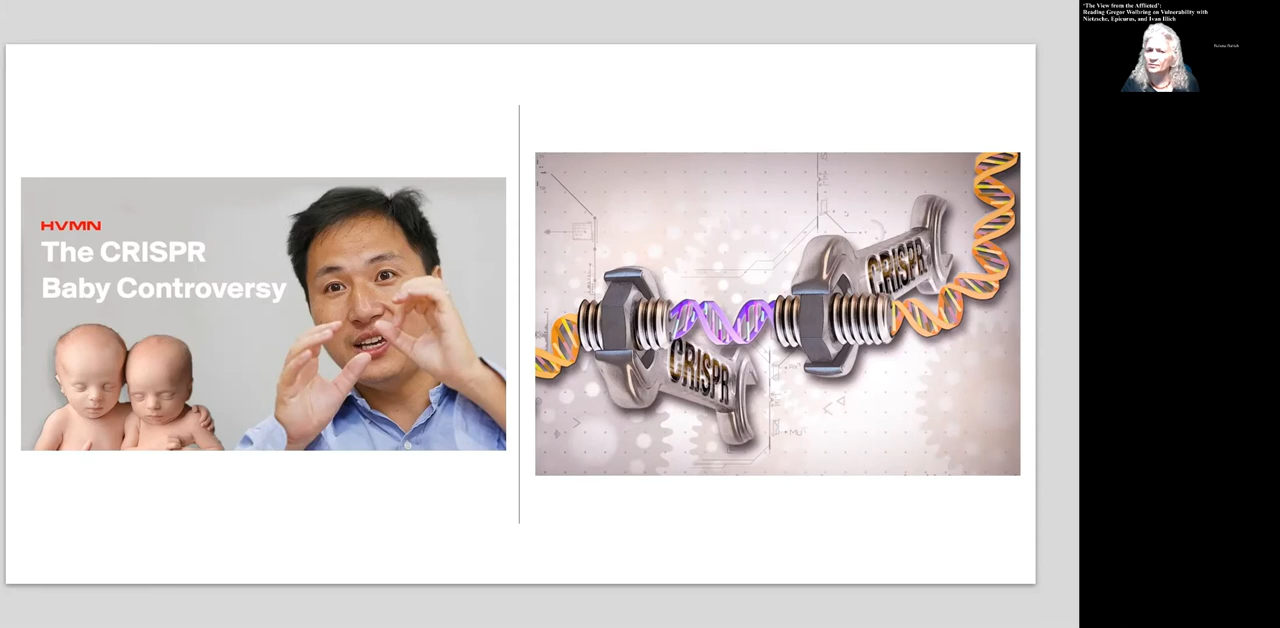 HVMN
The CRISPR
Baby Controversy
CRISPR
CRISPR
'The View from the Afflicted':
Reading Gregor Wolbring on Vulnerability with
Nietzsche, Epicurus, and Ivan Illich